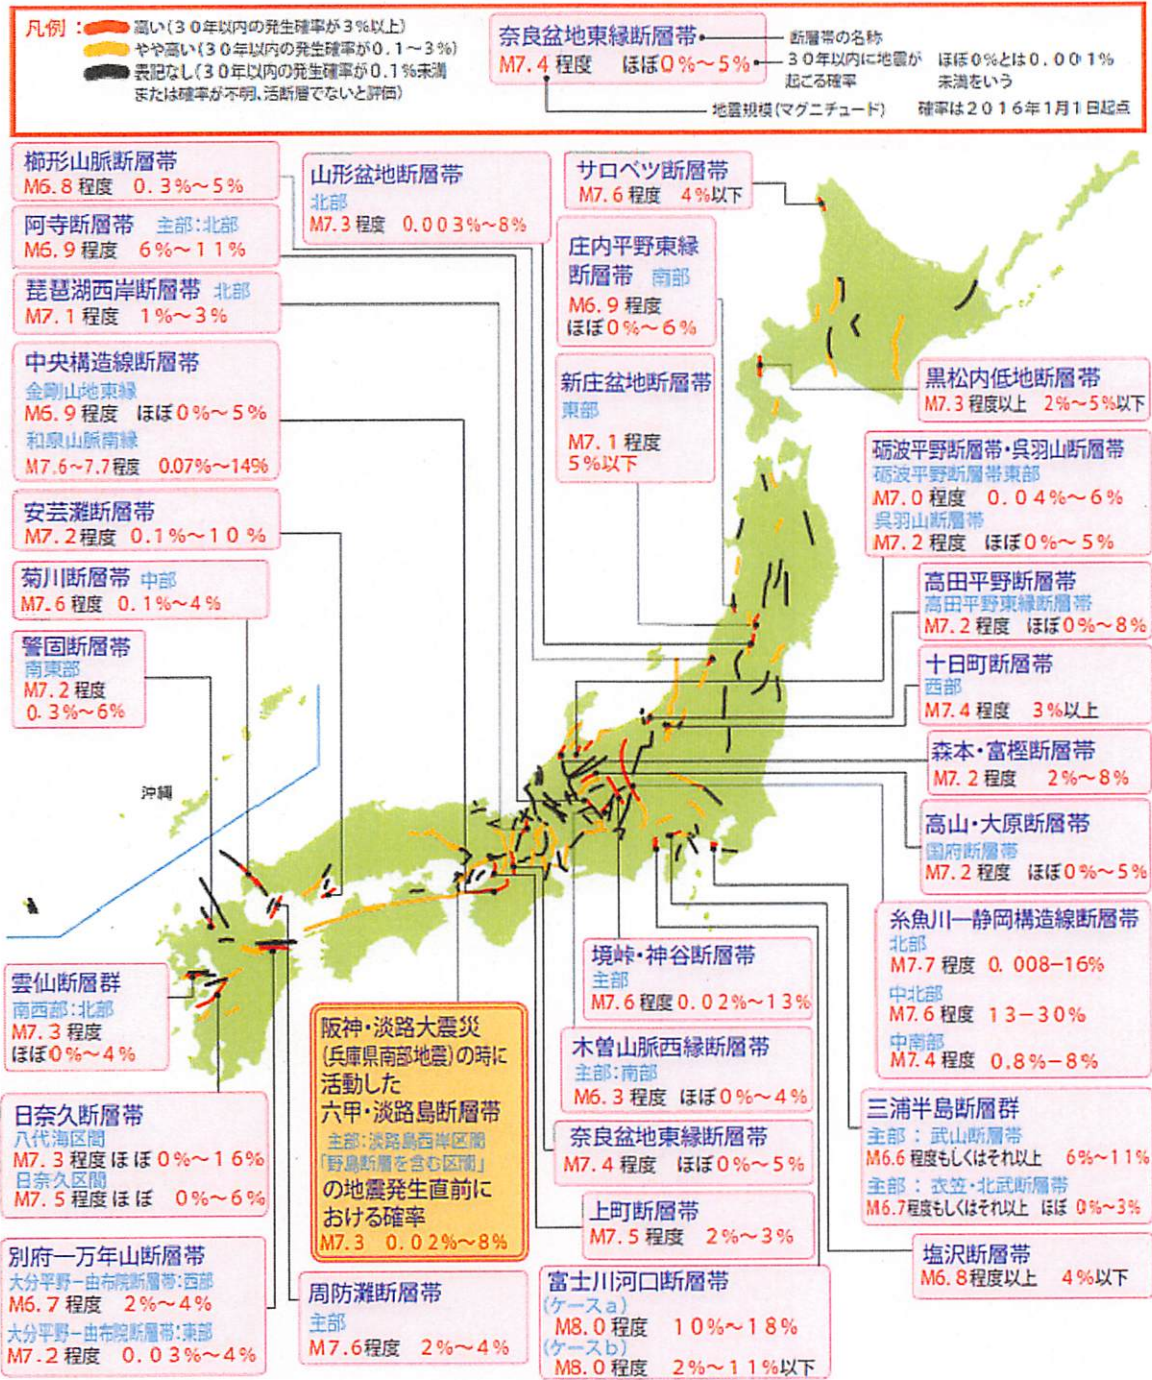 凡例：
高い(30年以内の発生確率が3%以上)
やや高い(30年以内の発生確率が0.1～3%)
表記なし(30年以内の発生確率が0.1%未満
または確率が不明、活断層でないと評価)
奈良盆地東縁断層帯
M7.4 程度 ほぼ0%～5%
断層帯の名称
30年以内に地震が
起こる確率
ほぼ0%とは0.001%
未満をいう
地震規模(マグニチュード)
確率は2016年1月1日起点
櫛形山脈断層帯
M6.8 程度 0.3%～5%
阿寺断層帯 主部:北部
M6.9 程度 6%～11%
琵琶湖西岸断層帯 北部
M7.1 程度 1%～3%
中央構造線断層帯
金剛山地東縁
M6.9 程度 ほぼ0%～5%
和泉山脈南縁
M7.6～7.7程度 0.07%～14%
安芸灘断層帯
M7.2 程度 0.1%～10%
菊川断層帯 中部
M7.6 程度 0.1%～4%
警固断層帯
南東部
M7.2 程度
0.3%～6%
山形盆地断層帯
北部
M7.3 程度 0.003%～8%
サロベツ断層帯
M7.6 程度 4%以下
庄内平野東縁
断層帯 南部
M6.9 程度
ほぼ0%～6%
新庄盆地断層帯
東部
M7.1 程度
5%以下
黒松内低地断層帯
M7.3 程度以上 2%～5%以下
砺波平野断層帯・呉羽山断層帯
砺波平野断層帯東部
M7.0 程度 0.04%～6%
呉羽山断層帯
M7.2 程度 ほぼ0%～5%
高田平野断層帯
高田平野東縁断層帯
M7.2 程度 ほぼ0%～8%
十日町断層帯
西部
M7.4 程度 3%以上
森本・富樫断層帯
M7.2 程度 2%～8%
高山・大原断層帯
国府断層帯
M7.2 程度 ほぼ0%～5%
糸魚川ー静岡構造線断層帯
北部
M7.7 程度 0.008-16%
中北部
M7.6 程度 13-30%
中南部
M7.4 程度 0.8%-8%
沖縄
雲仙断層群
南西部:北部
M7.3 程度
ほぼ0%～4%
日奈久断層帯
八代海区間
M7.3 程度 ほぼ 0%～16%
日奈久区間
M7.5 程度 ほぼ 0%～6%
別府ー万年山断層帯
大分平野ー由布院断層帯:西部
M6.7 程度 2%～4%
大分平野ー由布院断層帯:東部
M7.2 程度 0.03%～4%
阪神・淡路大震災
(兵庫県南部地震)の時に
活動した
六甲・淡路島断層帯
主部:淡路島西岸区間
「野島断層を含む区間」
の地震発生直前に
おける確率
M7.3 0.02%～8%
周防灘断層帯
主部
M7.6程度 2%～4%
境峠・神谷断層帯
主部
M7.6 程度 0.02%～13%
木曽山脈西縁断層帯
主部:南部
M6.3 程度 ほぼ0%～4%
奈良盆地東縁断層帯
M7.4 程度 ほぼ0%～5%
上町断層帯
M7.5 程度 2%～3%
富士川河口断層帯
(ケースa)
M8.0 程度 10%～18%
(ケースb)
M8.0 程度 2%～11%以下
三浦半島断層群
主部：武山断層帯
M6.6 程度もしくはそれ以上 6%～11%
主部：衣笠・北武断層帯
M6.7程度もしくはそれ以上 ほぼ 0%～3%
塩沢断層帯
M6.8程度以上 4%以下